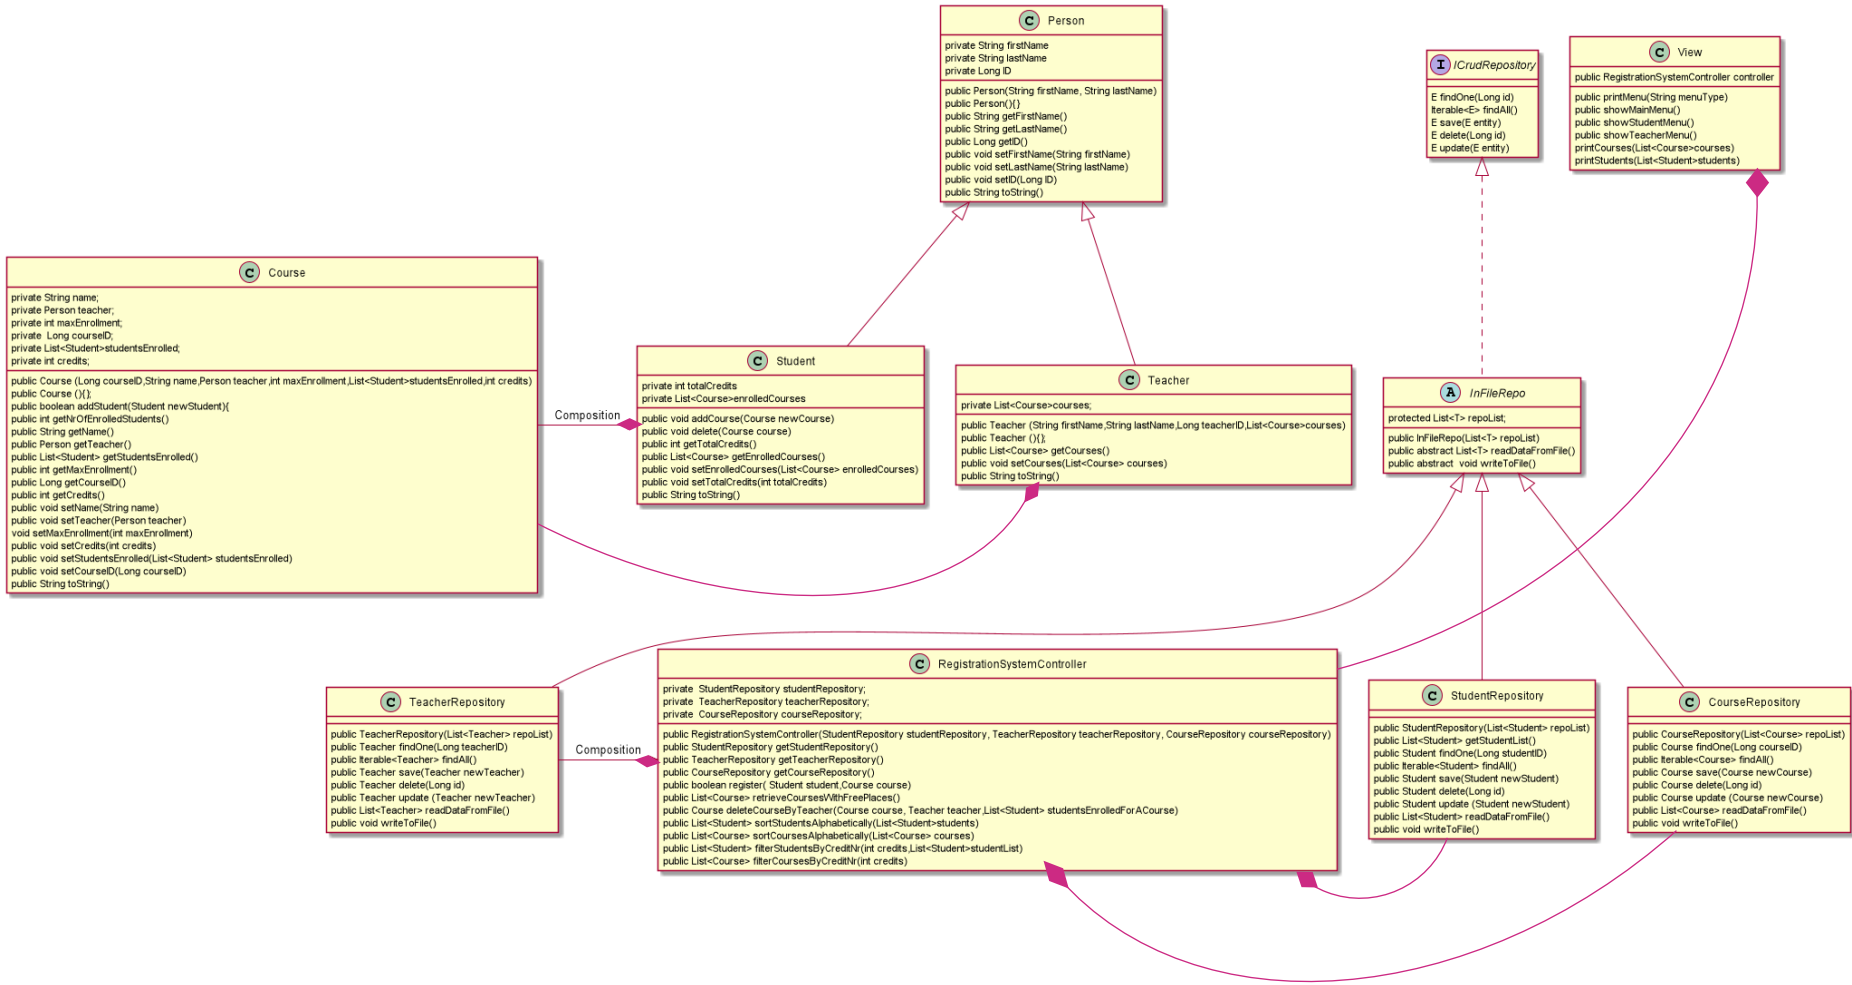 C Person
private String firstName
private String lastName
private Long ID
public Person(String firstName, String lastName)
public Person(){}
public String getFirstName()
public String getLastName()
public Long getID()
public void setFirstName(String firstName)
public void setLastName(String lastName)
public void setID(Long ID)
public String toString()
I ICrudRepository
E findOne(Long id)
Iterable<E> findAll()
E save(E entity)
E delete(Long id)
E update(E entity)
C View
public RegistrationSystemController controller
public printMenu(String menuType)
public showMainMenu()
public showStudentMenu()
public showTeacherMenu()
printCourses(List<Course>courses)
printStudents(List<Student>students)
C Course
private String name;
private Person teacher;
private int maxEnrollment;
private  Long courseID;
private List<Student>studentsEnrolled;
private int credits;
public Course (Long courseID,String name,Person teacher,int maxEnrollment,List<Student>studentsEnrolled,int credits)
public Course (){};
public boolean addStudent(Student newStudent){
public int getNrOfEnrolledStudents()
public String getName()
public Person getTeacher()
public List<Student> getStudentsEnrolled()
public int getMaxEnrollment()
public Long getCourseID()
public int getCredits()
public void setName(String name)
public void setTeacher(Person teacher)
void setMaxEnrollment(int maxEnrollment)
public void setCredits(int credits)
public void setStudentsEnrolled(List<Student> studentsEnrolled)
public void setCourseID(Long courseID)
public String toString()
Composition
C Student
private int totalCredits
private List<Course>enrolledCourses
public void addCourse(Course newCourse)
public void delete(Course course)
public int getTotalCredits()
public List<Course> getEnrolledCourses()
public void setEnrolledCourses(List<Course> enrolledCourses)
public void setTotalCredits(int totalCredits)
public String toString()
C Teacher
private List<Course>courses;
public Teacher (String firstName,String lastName,Long teacherID,List<Course>courses)
public Teacher (){};
public List<Course> getCourses()
public void setCourses(List<Course> courses)
public String toString()
A InFileRepo
protected List<T> repoList;
public InFileRepo(List<T> repoList)
public abstract List<T> readDataFromFile()
public abstract  void writeToFile()
C TeacherRepository
public TeacherRepository(List<Teacher> repoList)
public Teacher findOne(Long teacherID)
public Iterable<Teacher> findAll()
public Teacher save(Teacher newTeacher)
public Teacher delete(Long id)
public Teacher update (Teacher newTeacher)
public List<Teacher> readDataFromFile()
public void writeToFile()
Composition
C RegistrationSystemController
private  StudentRepository studentRepository;
private  TeacherRepository teacherRepository;
private  CourseRepository courseRepository;
public RegistrationSystemController(StudentRepository studentRepository, TeacherRepository teacherRepository, CourseRepository courseRepository)
public StudentRepository getStudentRepository()
public TeacherRepository getTeacherRepository()
public CourseRepository getCourseRepository()
public boolean register( Student student,Course course)
public List<Course> retrieveCoursesWithFreePlaces()
public Course deleteCourseByTeacher(Course course, Teacher teacher,List<Student> studentsEnrolledForACourse)
public List<Student> sortStudentsAlphabetically(List<Student>students)
public List<Course> sortCoursesAlphabetically(List<Course> courses)
public List<Student> filterStudentsByCreditNr(int credits,List<Student>studentList)
public List<Course> filterCoursesByCreditNr(int credits)
C StudentRepository
public StudentRepository(List<Student> repoList)
public List<Student> getStudentList()
public Student findOne(Long studentID)
public Iterable<Student> findAll()
public Student save(Student newStudent)
public Student delete(Long id)
public Student update (Student newStudent)
public List<Student> readDataFromFile()
public void writeToFile()
C CourseRepository
public CourseRepository(List<Course> repoList)
public Course findOne(Long courseID)
public Iterable<Course> findAll()
public Course save(Course newCourse)
public Course delete(Long id)
public Course update (Course newCourse)
public List<Course> readDataFromFile()
public void writeToFile()